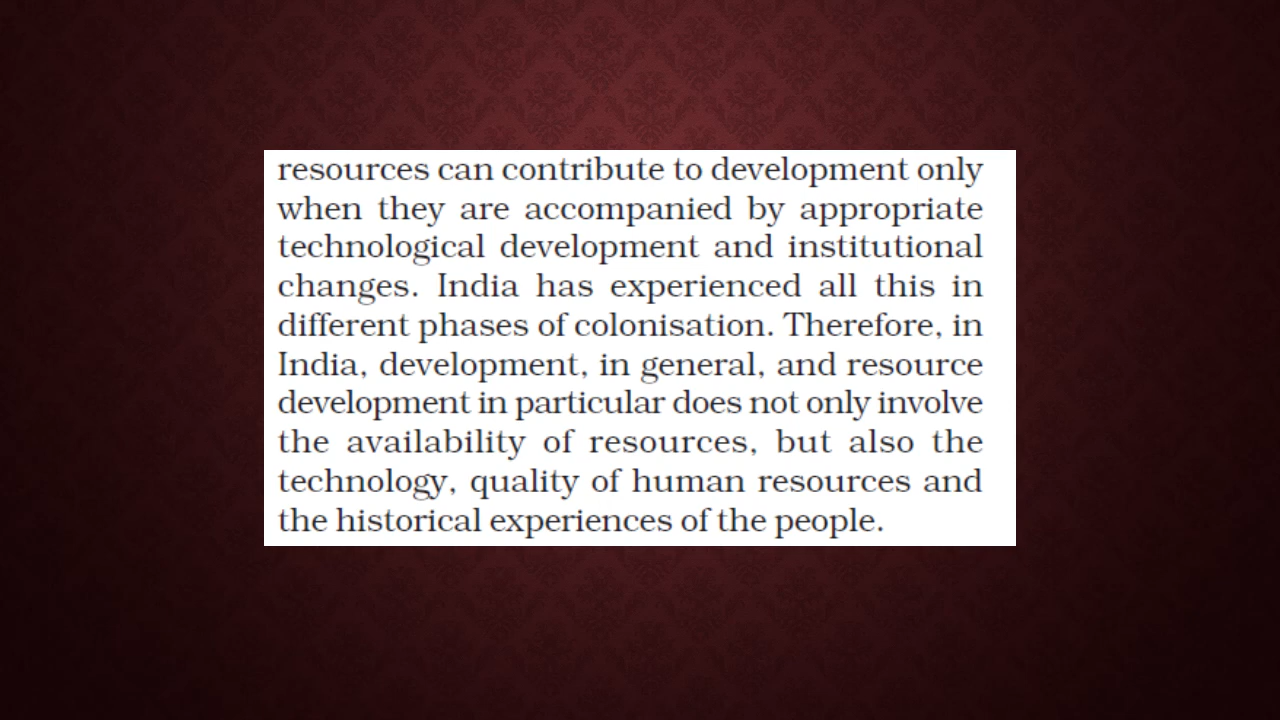 resources can contribute to development only
when they are accompanied by appropriate
technological development and institutional
changes. India has experienced all this in
different phases of colonisation. Therefore, in
India, development, in general, and resource
development in particular does not only involve
the availability of resources, but also the
technology, quality of human resources and
the historical experiences of the people.